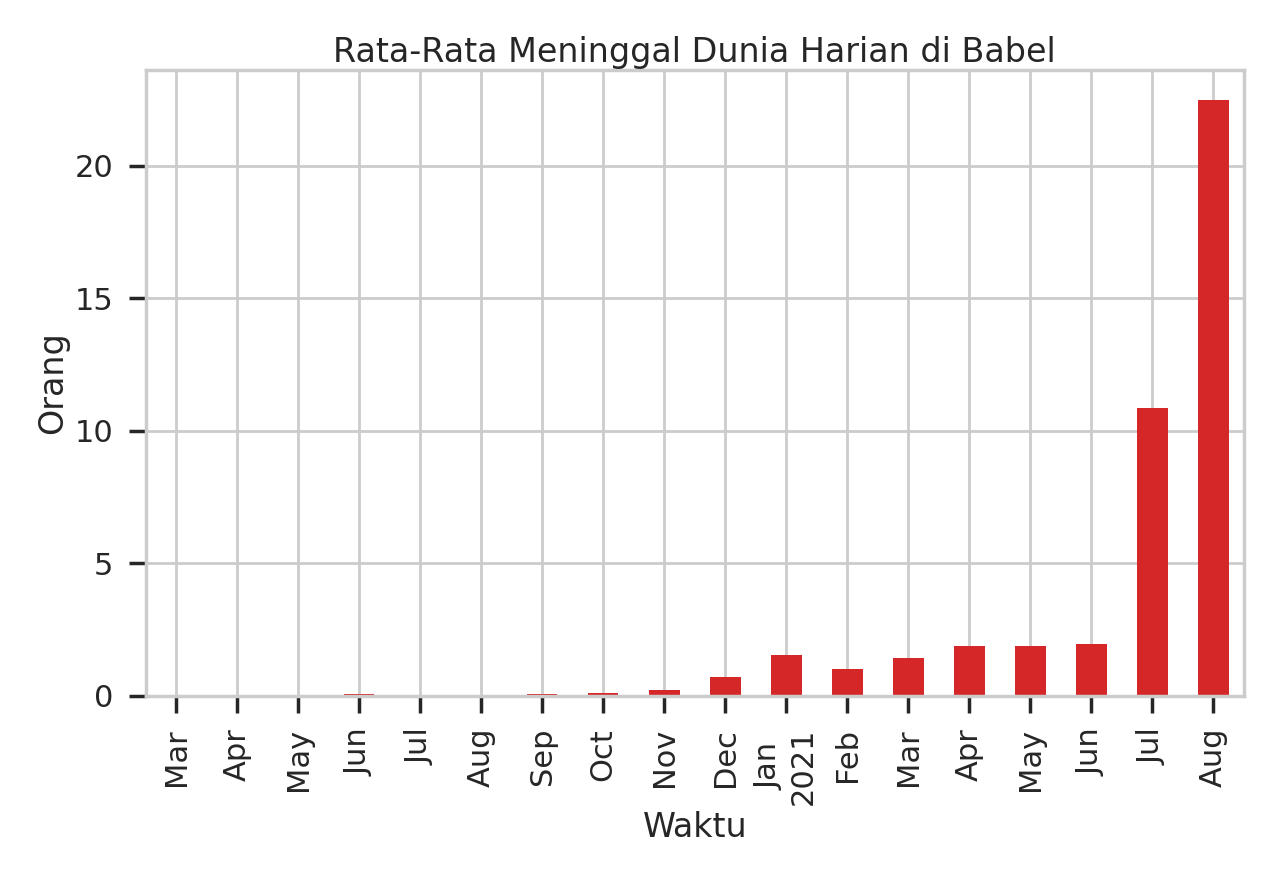 Rata-Rata Meninggal Dunia Harian di Babel
Orang
20
15
10
5
0
Mar
Apr
May
Jun
Jul
Aug
Sep
Oct
Nov
Dec
Jan
2021
Feb
Mar
Apr
May
Jun
Jul
Aug
Waktu